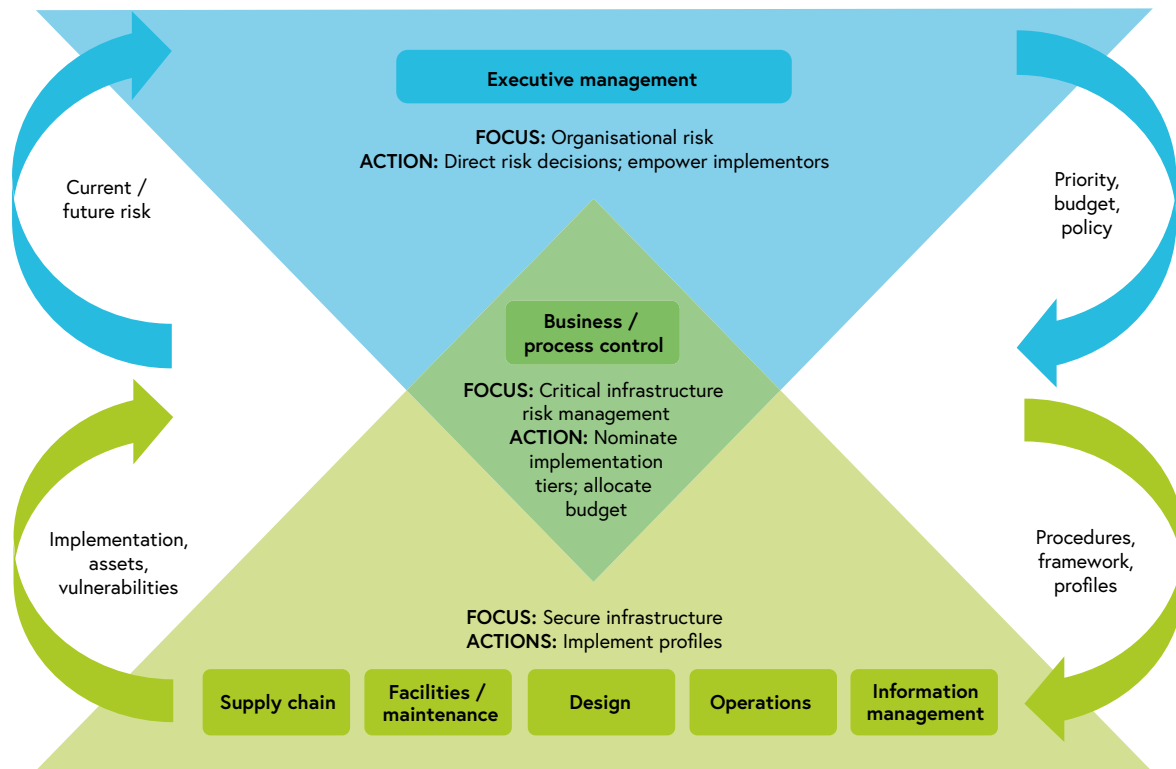 Executive management
FOCUS: Organisational risk
ACTION: Direct risk decisions; empower implementors
Current /
future risk
Priority,
budget,
policy
Business /
process control
FOCUS: Critical infrastructure
risk management
ACTION: Nominate
implementation
tiers; allocate
budget
Implementation,
assets,
vulnerabilities
Procedures,
framework,
profiles
FOCUS: Secure infrastructure
ACTIONS: Implement profiles
Supply chain
Facilities /
maintenance
Design
Operations
Information
management